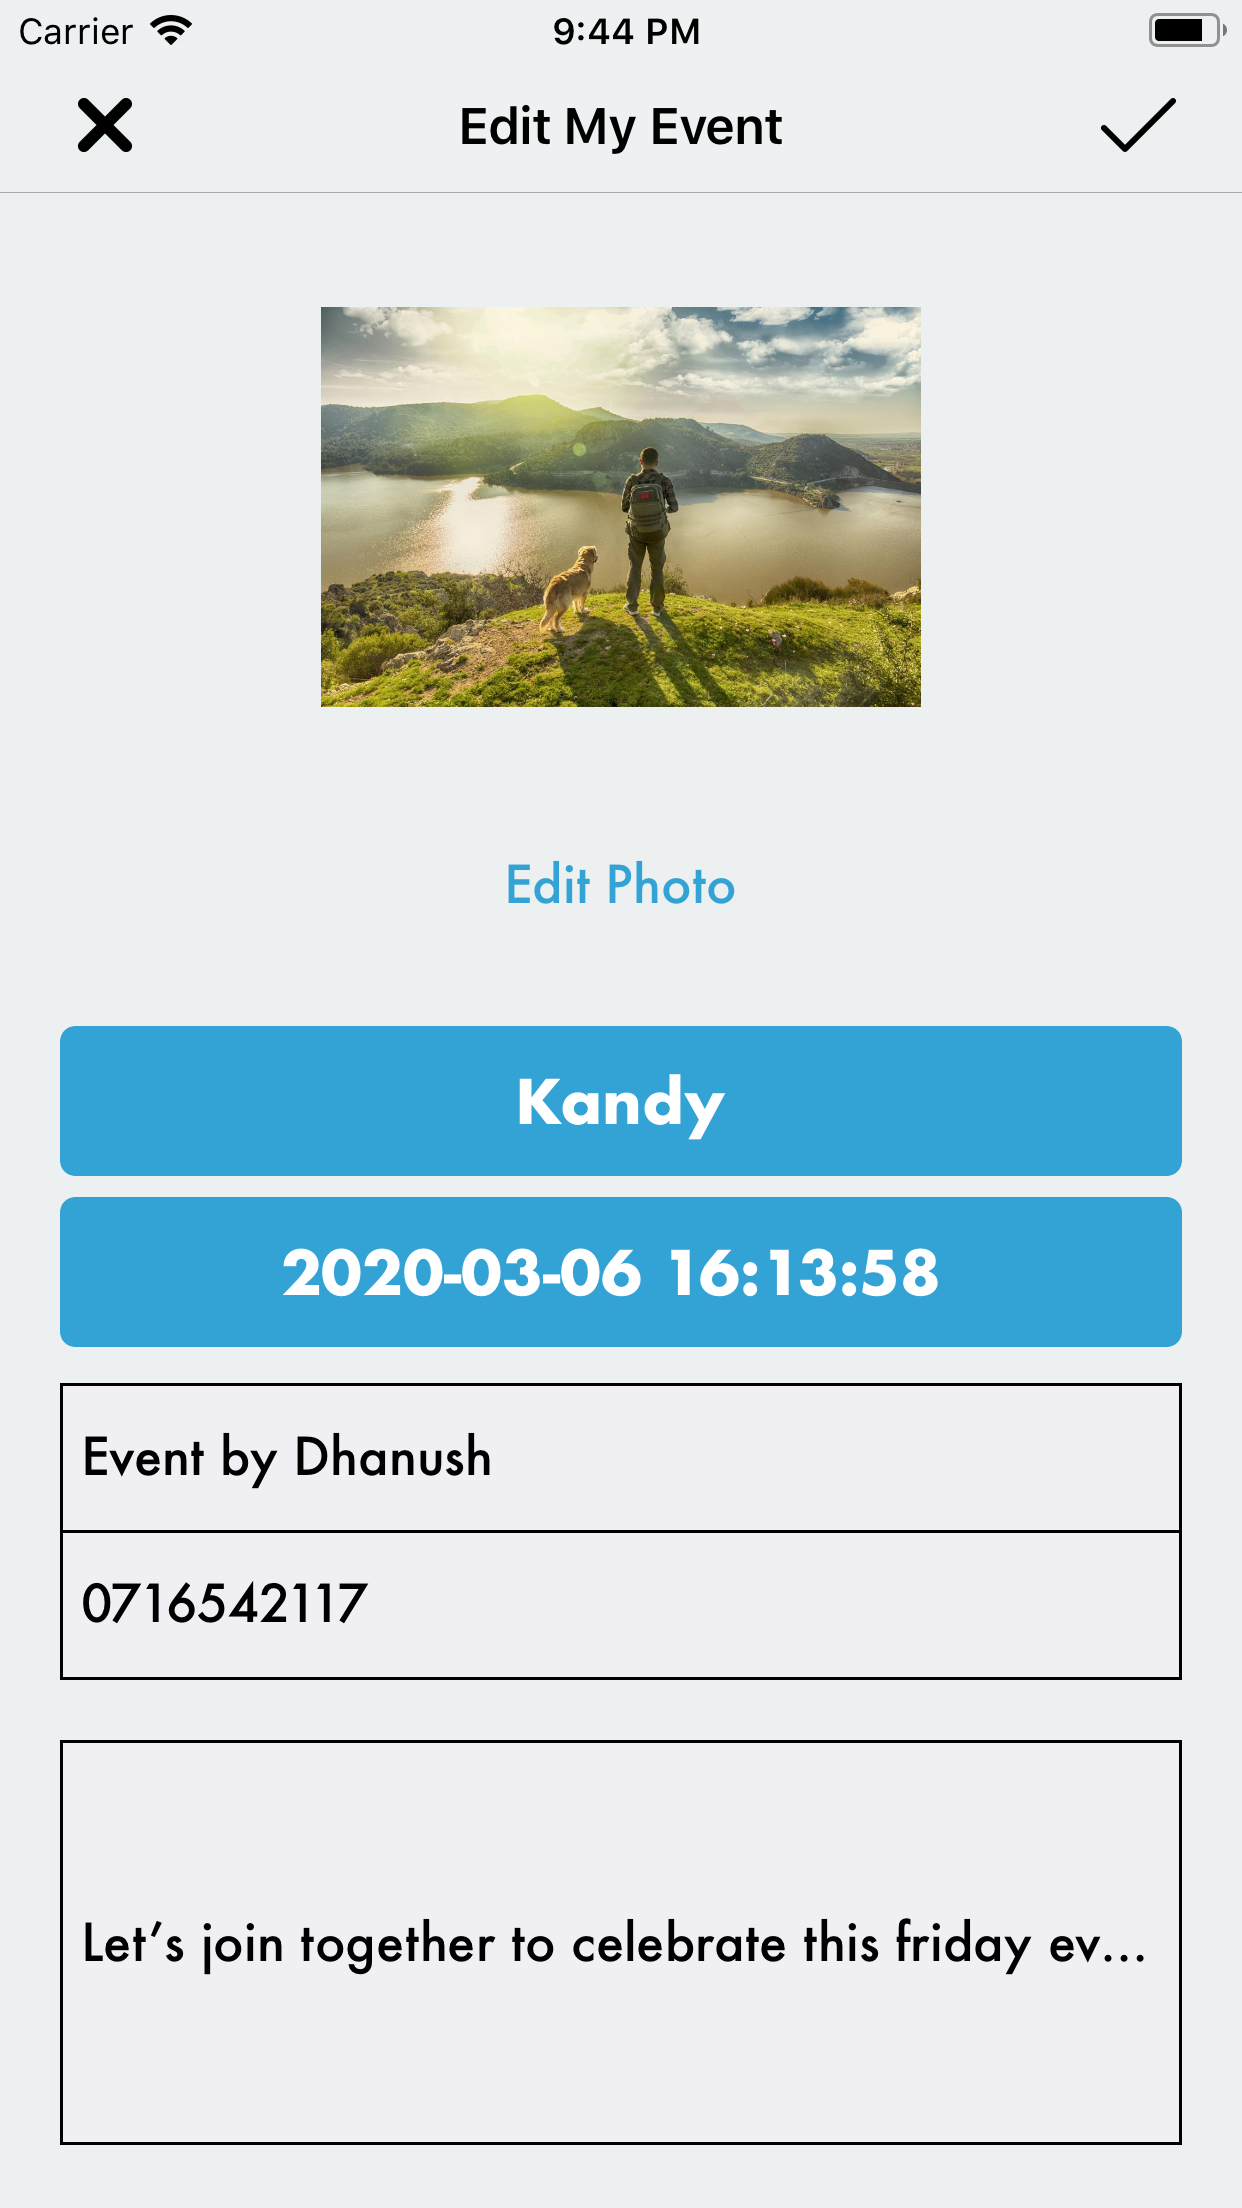 Carrier 9:44 PM
Edit My Event
Edit Photo
Kandy
2020-03-06 16:13:58
Event by Dhanush
0716542117
Let’s join together to celebrate this friday ev...